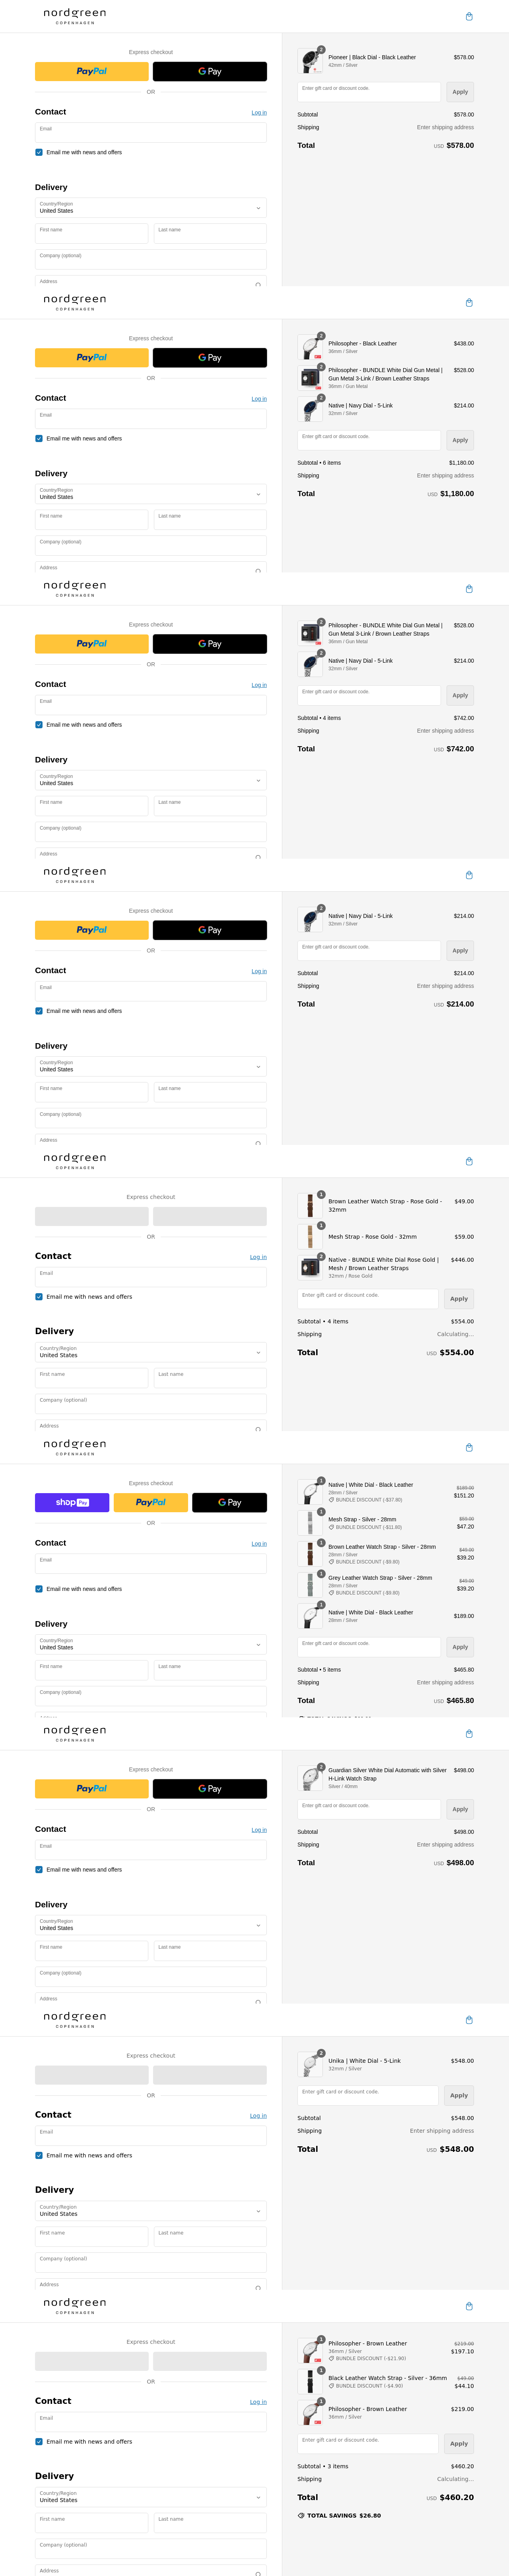 nordgreen
COPENHAGEN
Express checkout
PayPal
G Pay
OR
Contact
Log in
Email
Email me with news and offers
Delivery
Country/Region
United States
First name
Last name
Company (optional)
Address
2
Pioneer | Black Dial - Black Leather
42mm / Silver
$578.00
Enter gift card or discount code.
Apply
Subtotal
$578.00
Shipping
Enter shipping address
Total
USD $578.00
nordgreen
COPENHAGEN
Express checkout
PayPal
G Pay
OR
Contact
Log in
Email
Email me with news and offers
Delivery
Country/Region
United States
First name
Last name
Company (optional)
Address
2
Philosopher - Black Leather
36mm / Silver
$438.00
2
Philosopher - BUNDLE White Dial Gun Metal |
Gun Metal 3-Link / Brown Leather Straps
36mm / Gun Metal
$528.00
2
Native | Navy Dial - 5-Link
32mm / Silver
$214.00
Enter gift card or discount code.
Apply
Subtotal • 6 items
$1,180.00
Shipping
Enter shipping address
Total
USD $1,180.00
nordgreen
COPENHAGEN
Express checkout
PayPal
G Pay
OR
Contact
Log in
Email
Email me with news and offers
Delivery
Country/Region
United States
First name
Last name
Company (optional)
Address
2
Philosopher - BUNDLE White Dial Gun Metal |
Gun Metal 3-Link / Brown Leather Straps
36mm / Gun Metal
$528.00
2
Native | Navy Dial - 5-Link
32mm / Silver
$214.00
Enter gift card or discount code.
Apply
Subtotal • 4 items
$742.00
Shipping
Enter shipping address
Total
USD $742.00
nordgreen
COPENHAGEN
Express checkout
PayPal
G Pay
OR
Contact
Log in
Email
Email me with news and offers
Delivery
Country/Region
United States
First name
Last name
Company (optional)
Address
2
Native | Navy Dial - 5-Link
32mm / Silver
$214.00
Enter gift card or discount code.
Apply
Subtotal
$214.00
Shipping
Enter shipping address
Total
USD $214.00
nordgreen
COPENHAGEN
Express checkout
OR
Contact
Log in
Email
Email me with news and offers
Delivery
Country/Region
United States
First name
Last name
Company (optional)
Address
1
Brown Leather Watch Strap - Rose Gold -
32mm
$49.00
1
Mesh Strap - Rose Gold - 32mm
$59.00
2
Native - BUNDLE White Dial Rose Gold |
Mesh / Brown Leather Straps
32mm / Rose Gold
$446.00
Enter gift card or discount code.
Apply
Subtotal • 4 items
$554.00
Shipping
Calculating...
Total
USD $554.00
nordgreen
COPENHAGEN
Express checkout
shop Pay
PayPal
G Pay
OR
Contact
Log in
Email
Email me with news and offers
Delivery
Country/Region
United States
First name
Last name
Company (optional)
1
Native | White Dial - Black Leather
28mm / Silver
BUNDLE DISCOUNT (-$37.80)
$189.00
$151.20
1
Mesh Strap - Silver - 28mm
BUNDLE DISCOUNT (-$11.80)
$59.00
$47.20
1
Brown Leather Watch Strap - Silver - 28mm
28mm / Silver
BUNDLE DISCOUNT (-$9.80)
$49.00
$39.20
1
Grey Leather Watch Strap - Silver - 28mm
28mm / Silver
BUNDLE DISCOUNT (-$9.80)
$49.00
$39.20
1
Native | White Dial - Black Leather
28mm / Silver
$189.00
Enter gift card or discount code.
Apply
Subtotal • 5 items
$465.80
Shipping
Enter shipping address
Total
USD $465.80
nordgreen
COPENHAGEN
Express checkout
PayPal
G Pay
OR
Contact
Log in
Email
Email me with news and offers
Delivery
Country/Region
United States
First name
Last name
Company (optional)
Address
2
Guardian Silver White Dial Automatic with Silver
H-Link Watch Strap
Silver / 40mm
$498.00
Enter gift card or discount code.
Apply
Subtotal
$498.00
Shipping
Enter shipping address
Total
USD $498.00
nordgreen
COPENHAGEN
Express checkout
OR
Contact
Log in
Email
Email me with news and offers
Delivery
Country/Region
United States
First name
Last name
Company (optional)
Address
2
Unika | White Dial - 5-Link
32mm / Silver
$548.00
Enter gift card or discount code.
Apply
Subtotal
$548.00
Shipping
Enter shipping address
Total
USD $548.00
nordgreen
COPENHAGEN
Express checkout
OR
Contact
Log in
Email
Email me with news and offers
Delivery
Country/Region
United States
First name
Last name
Company (optional)
Address
1
Philosopher - Brown Leather
36mm / Silver
BUNDLE DISCOUNT (-$21.90)
$219.00
$197.10
1
Black Leather Watch Strap - Silver - 36mm
BUNDLE DISCOUNT (-$4.90)
$49.00
$44.10
1
Philosopher - Brown Leather
36mm / Silver
$219.00
Enter gift card or discount code.
Apply
Subtotal • 3 items
$460.20
Shipping
Calculating...
Total
USD $460.20
TOTAL SAVINGS $26.80